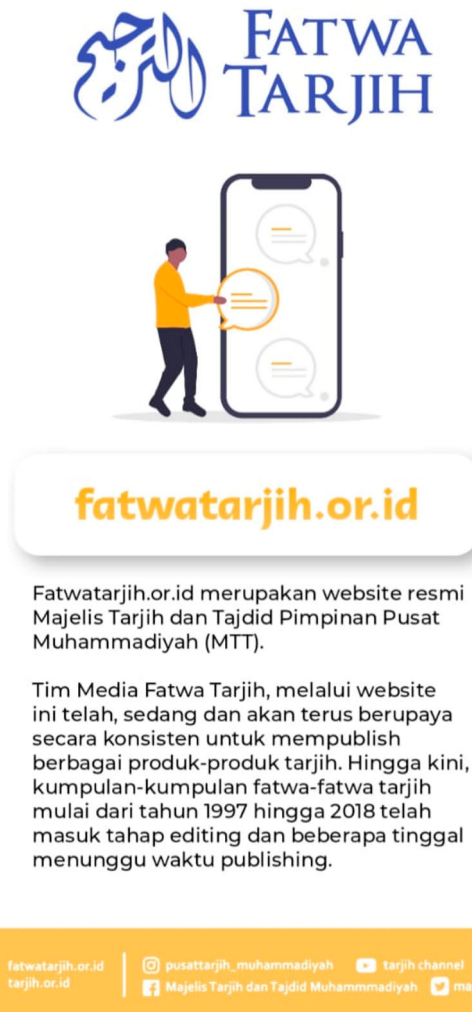 الترجيح
FATWA
TARJIH
fatwatarjih.or.id
Fatwatarjih.or.id merupakan website resmi
Majelis Tarjih dan Tajdid Pimpinan Pusat
Muhammadiyah (MTT).
Tim Media Fatwa Tarjih, melalui website
ini telah, sedang dan akan terus berupaya
secara konsisten untuk mempublish
berbagai produk-produk tarjih. Hingga kini,
kumpulan-kumpulan fatwa-fatwa tarjih
mulai dari tahun 1997 hingga 2018 telah
masuk tahap editing dan beberapa tinggal
menunggu waktu publishing.
fatwatarjih.or.id
tarjih.or.id
pusattarjih_muhammadiyah
tarjih channel
Majelis Tarjih dan Tajdid Muhammmadiyah
ma